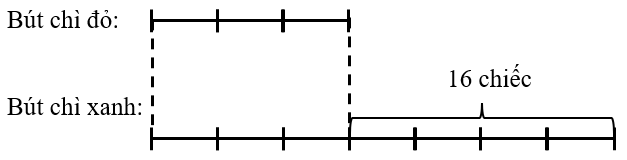 Bút chì đỏ:
16 chiếc
Bút chì xanh: